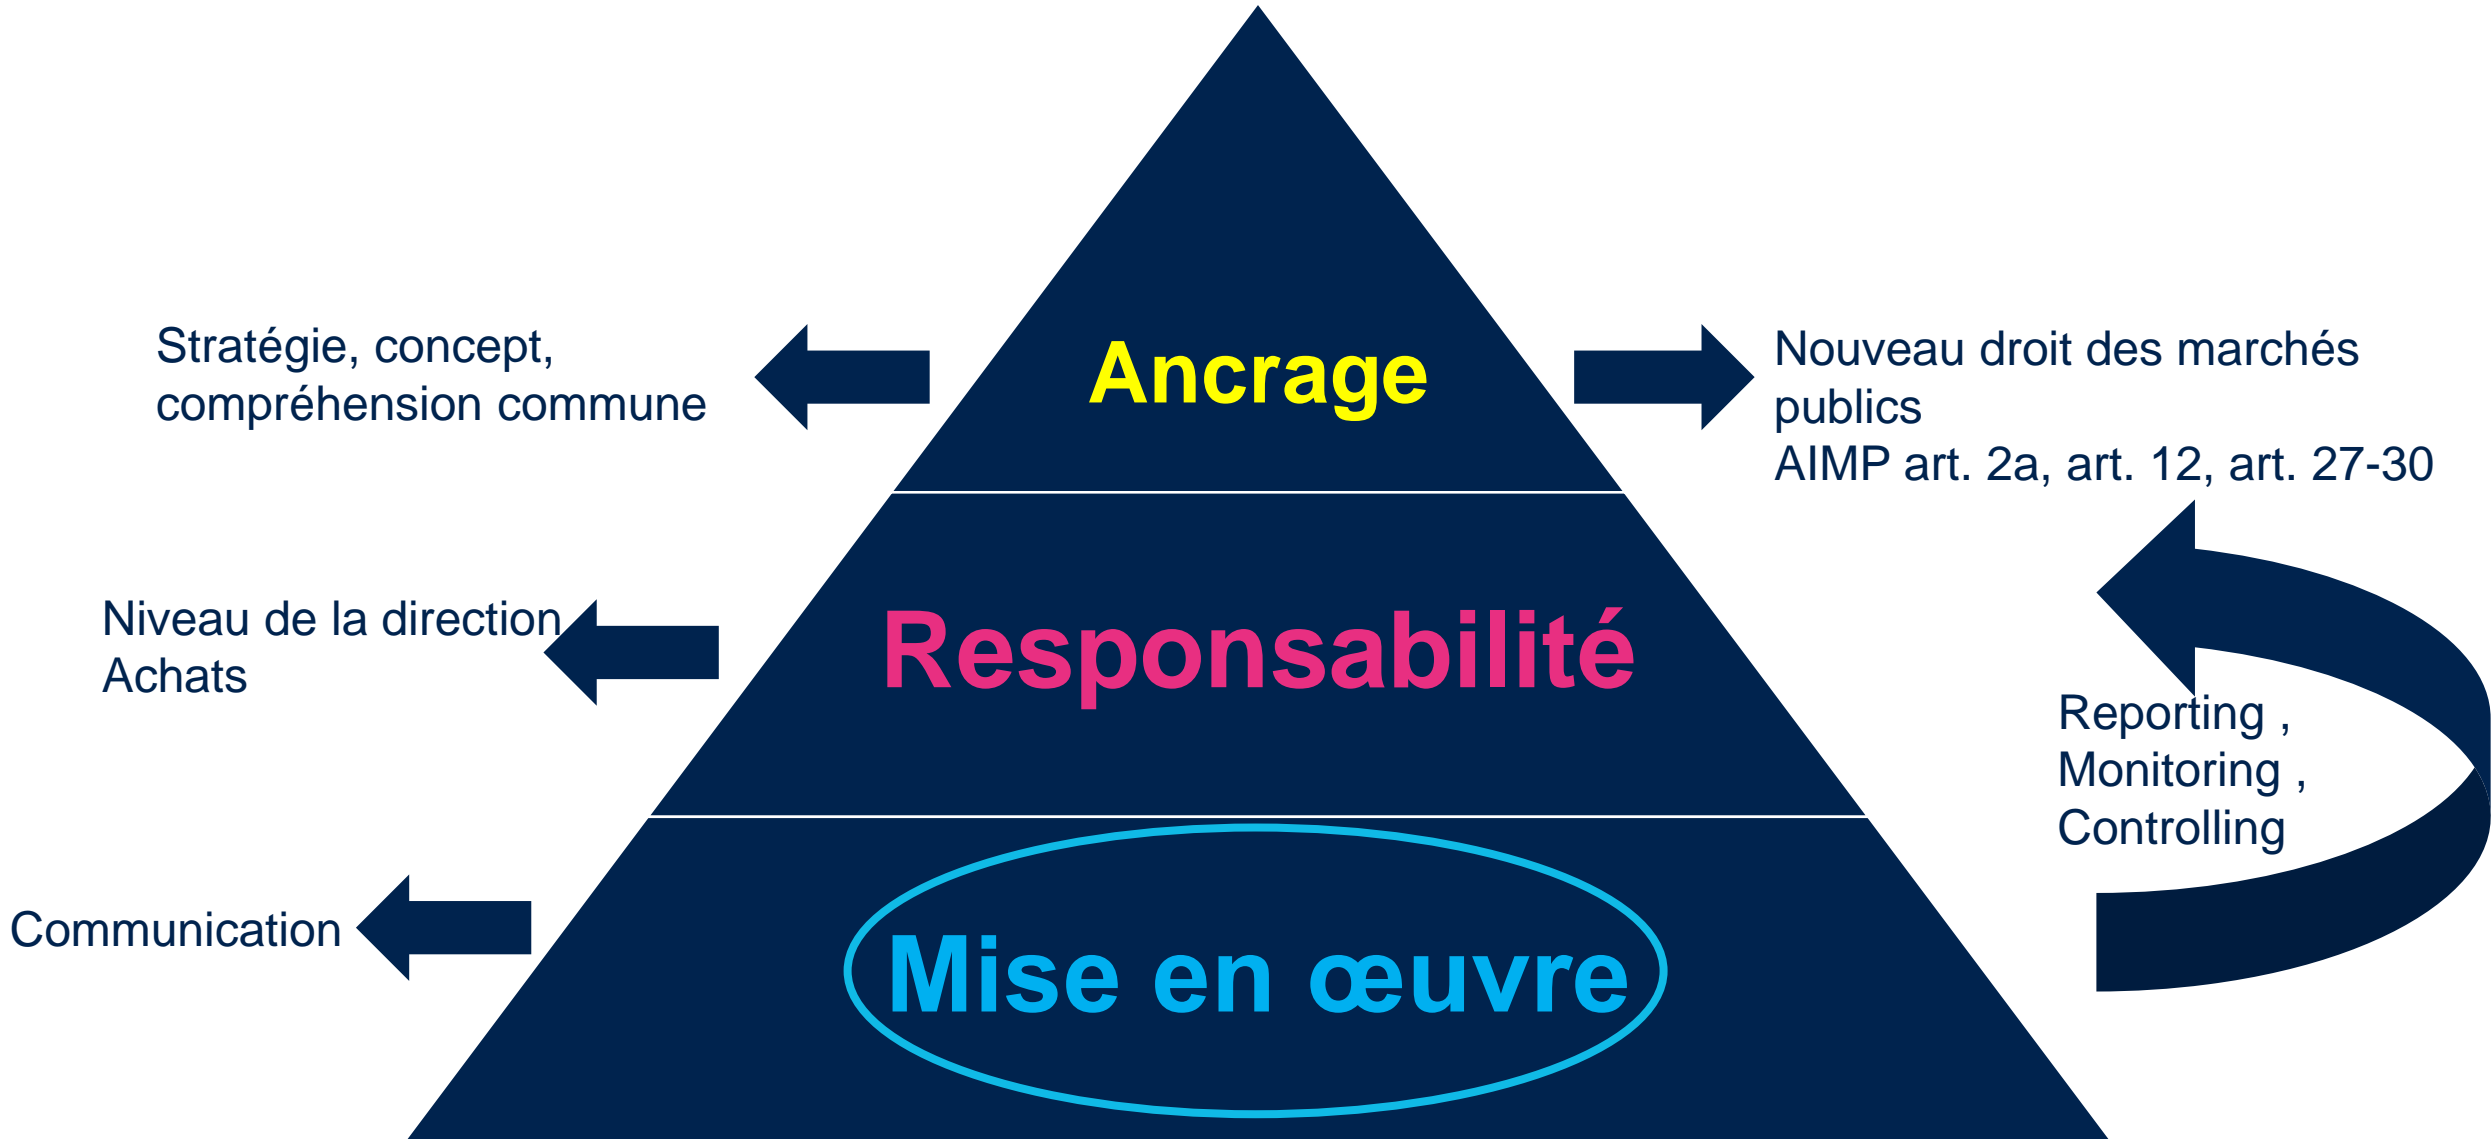 Stratégie, concept,
compréhension commune
Ancrage
Nouveau droit des marchés
publics
AIMP art. 2a, art. 12, art. 27-30
Niveau de la direction
Achats
Responsabilité
Reporting ,
Monitoring ,
Controlling
Communication
Mise en œuvre